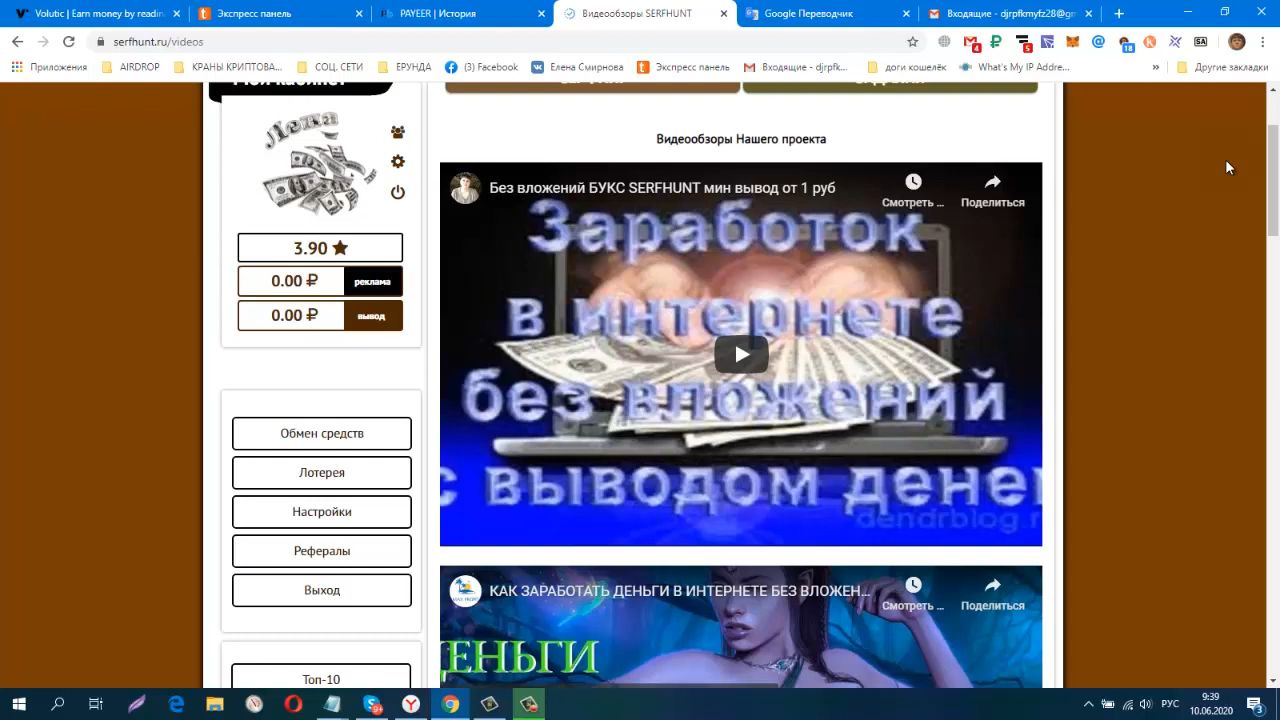 Volutic | Earn money by readin
Экспресс панель
PAYEER | История
Видеообзоры SERFHUNT
Google Переводчик
Входящие - djrpfkmyfz28@gm
serfhunt.ru/videos
Приложения
AIRDROP
КРАНЫ КРИПТОВА...
СОЦ. СЕТИ
ЕРУНДА
(3) Facebook
Елена Смирнова
Экспресс панель
Входящие - djrpfk...
доги кошелёк
What's My IP Addre...
Другие закладки
Мой кабинет
Лена
3.90
0.00 ₽ реклама
0.00 ₽ вывод
Обмен средств
Лотерея
Настройки
Рефералы
Выход
Топ-10
Видеообзоры Нашего проекта
Без вложений БУКС SERFHUNT мин вывод от 1 руб
Смотреть ...
Поделиться
Заработок
в интернете
без вложений
с выводом денег
dendrblog.r
КАК ЗАРАБОТАТЬ ДЕНЬГИ В ИНТЕРНЕТЕ БЕЗ ВЛОЖЕН...
Смотреть ...
Поделиться
ДЕНЬГИ
РУС
9:39
10.06.2020